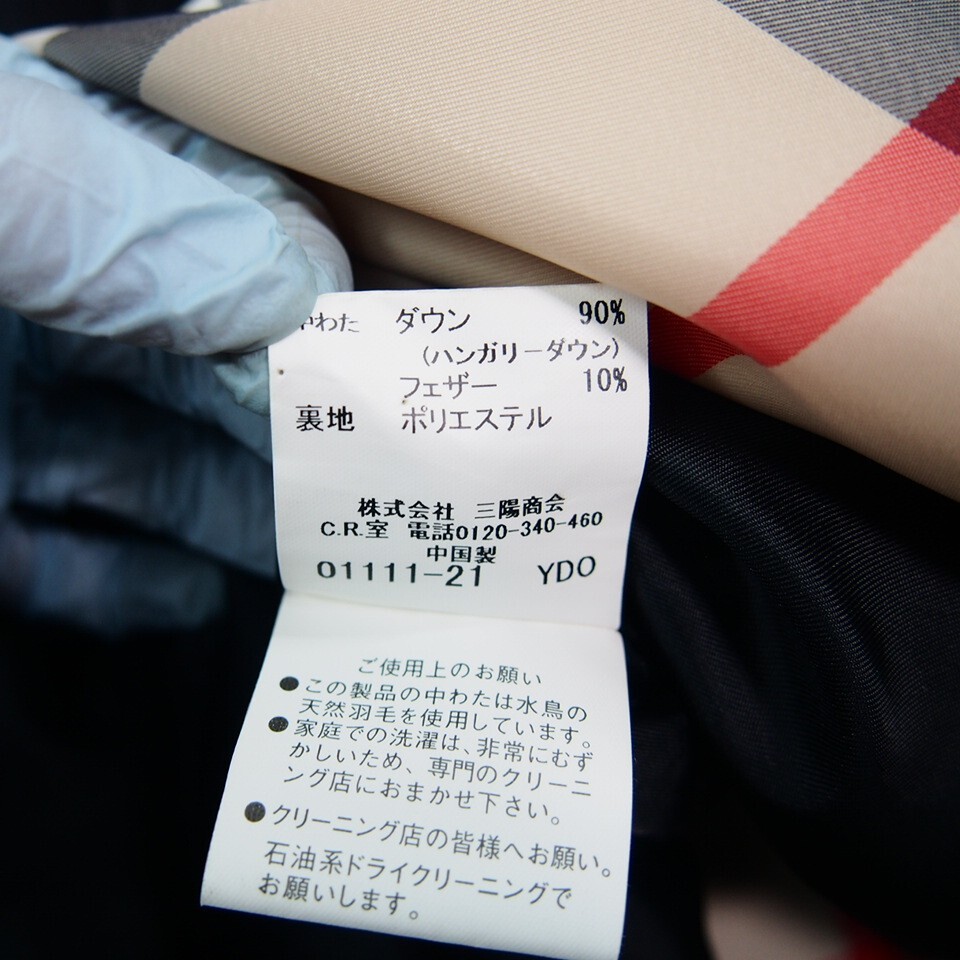 中わた ダウン 90%
(ハンガリーダウン)
フェザー 10%
裏地 ポリエステル
株式会社 三陽商会
C.R.室 電話0120-340-460
中国製
01111-21 YDO
ご使用上のお願い
●この製品の中わたは水鳥の
天然羽毛を使用しています。
●家庭での洗濯は、非常にむず
かしいため、専門のクリーニ
ング店におまかせ下さい。
●クリーニング店の皆様へお願い。
石油系ドライクリーニングで
お願いします。